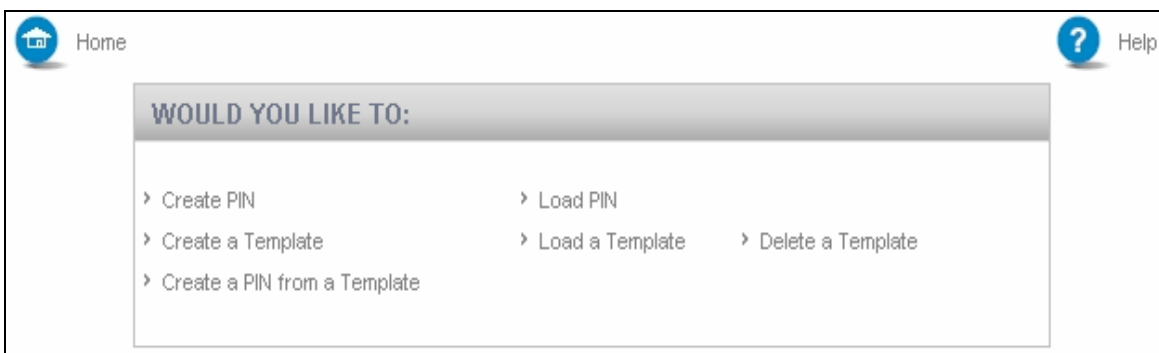 Home
? Help
WOULD YOU LIKE TO:
> Create PIN
> Load PIN
> Create a Template
> Load a Template
> Delete a Template
> Create a PIN from a Template